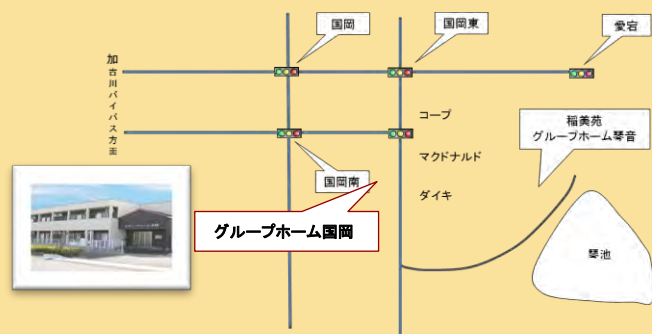 国岡
国岡東
愛宕
加古川バイパス方面
コープ
稲美苑
グループホーム琴音
マクドナルド
国岡南
ダイキ
グループホーム国岡
琴池